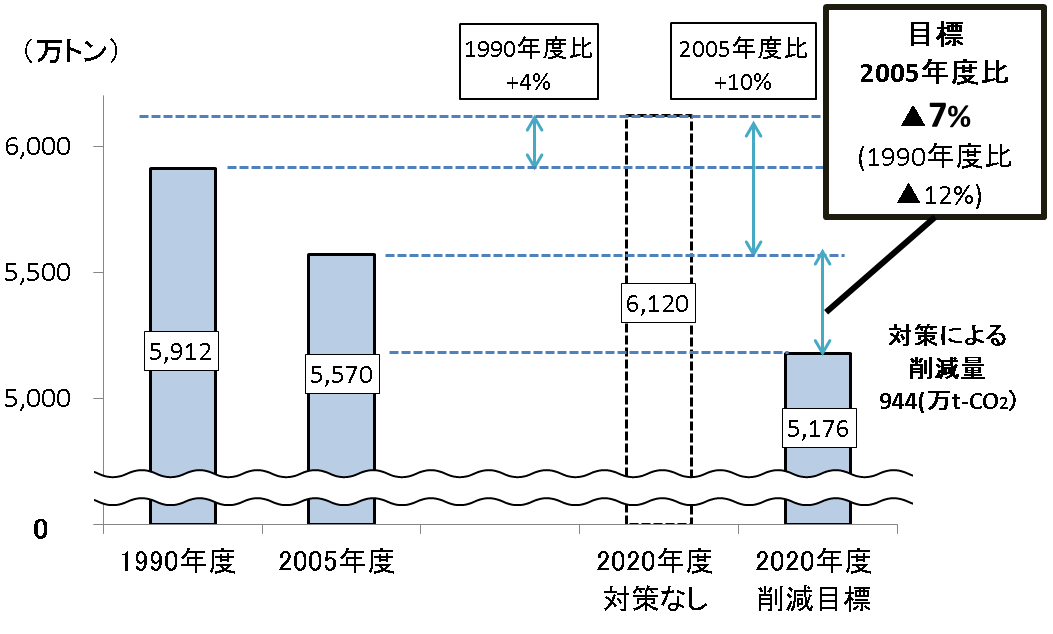 （万トン）
1990年度比
+4%
2005年度比
+10%
目標
2005年度比
▲7%
(1990年度比
▲12%)
6,000
5,500
5,000
0
5,912
5,570
6,120
5,176
対策による
削減量
944(万t-CO₂）
1990年度
2005年度
2020年度
対策なし
2020年度
削減目標